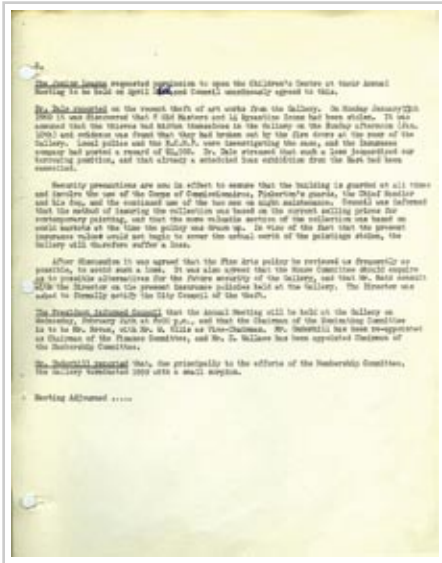 2.
The Junior League requested permission to open the Children's Centre at their Annual
Meeting to be held on April and Council unanimously agreed to this.
Mr. Dale reported on the recent theft of art works from the Gallery. On Monday January
it was discovered that Old Masters and 14 Byzantine Icons had been stolen. It was
assumed that the thieves had hidden themselves in the Gallery on the Sunday afternoon (Jan.
and evidence was found that they had broken out by the fire doors at the rear of the
Gallery. Local police and the R.C.M.P. were investigating the case, and the insurance
company had posted a reward of Mr. Dale stressed that such a loss jeopardized our
borrowing position, and that already a scheduled loan exhibition from the East had been
cancelled.
Security precautions are now in effect to ensure that the building is guarded at all times
and involve the use of the Corps of Commissionaires, Pinkerton's guards, the Chief
and his dog, and the continued use of the two men on night maintenance. Council was informed
that the method of insuring the collection was based on the current selling prices for
contemporary painting, and that the more valuable section of the collection was based on
world markets at the time the policy was drawn up. In view of the fact that the present
insurance values would not begin to cover the actual worth of the paintings stolen, the
Gallery will therefore suffer a loss.
After discussion it was agreed that the Fine Arts policy be reviewed as frequently as
possible, to avoid such a loss. It was also agreed that the House Committee should enquire
as to possible alternatives for the future security of the Gallery, and that Mr. consult
with the Director on the present insurance policies held at the Gallery. The Director was
asked to formally notify the City Council of the theft.
The President informed Council that the Annual Meeting will be held at the Gallery on
Wednesday, February at p.m., and that the Chairman of the Nominating Committee
is to be Mr. with Mr. as Vice-Chairman. Mr. Underhill has been re-appointed
as Chairman of the Finance Committee, and Mr. Wallace has been appointed Chairman of
the Membership Committee.
Mr. Underhill reported that, due principally to the efforts of the Membership Committee,
the Gallery terminated with a small surplus.
Meeting Adjourned .....